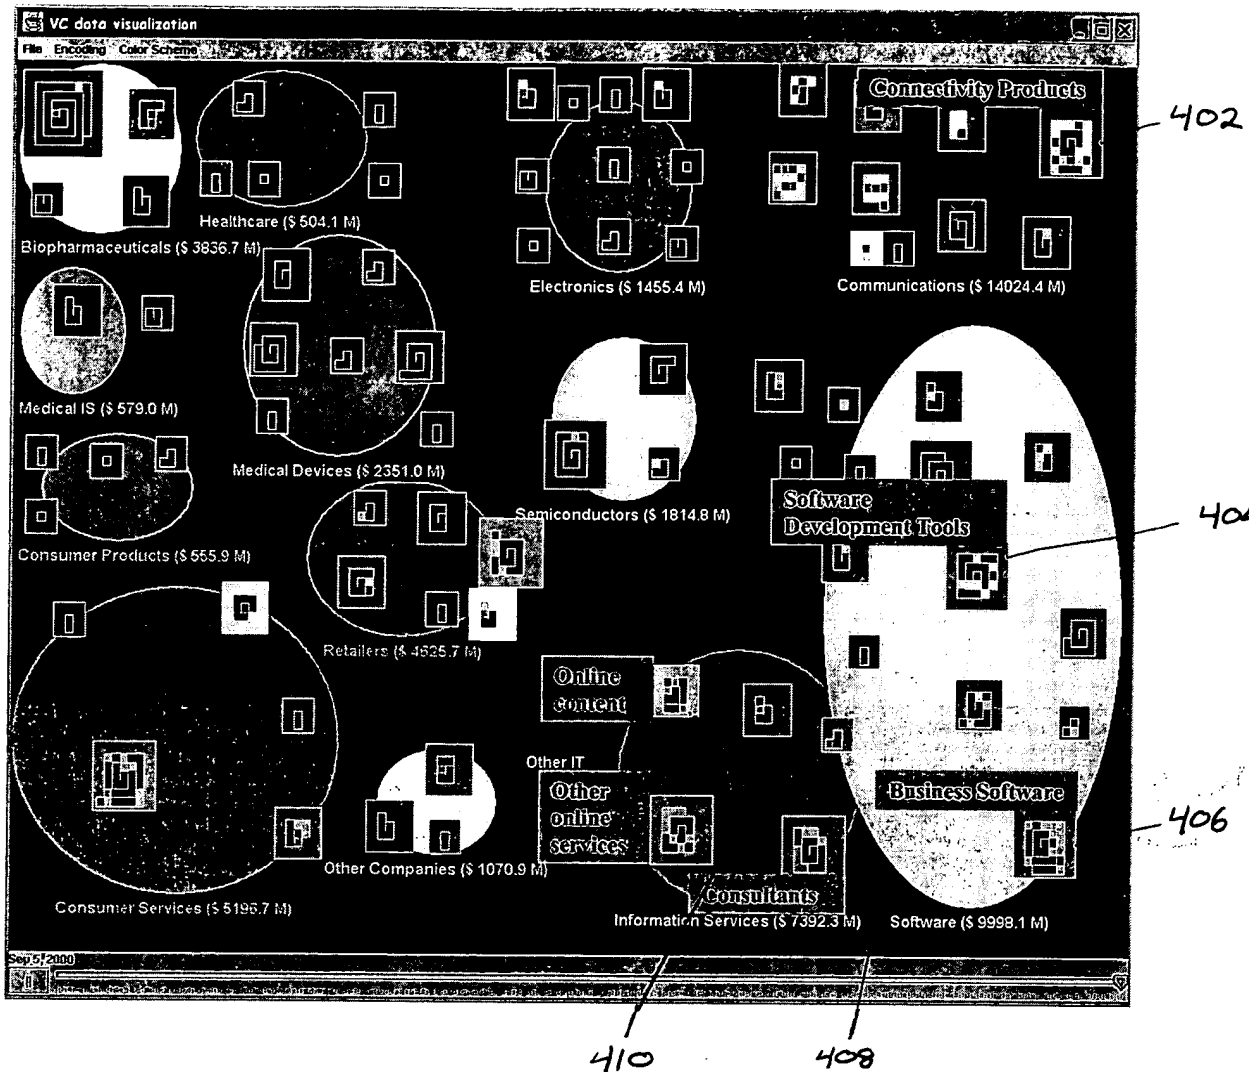 VC data visualization
File Encoding Color Scheme
Connectivity Products
402
Healthcare ($ 504.1 M)
Biopharmaceuticals ($ 3836.7 M)
Electronics ($ 1455.4 M)
Communications ($ 14024.4 M)
Medical IS ($ 579.0 M)
Medical Devices ($ 2351.0 M)
Semiconductors ($ 1814.8 M)
Software
Development Tools
404
Consumer Products ($ 555.9 M)
Retailers ($ 4625.7 M)
Online
content
Other IT
Other
online
services
Business Software
406
Other Companies ($ 1070.9 M)
Consultants
Consumer Services ($ 5196.7 M)
Information Services ($ 7392.3 M)
Software ($ 9998.1 M)
Sep 5, 2000
410
408